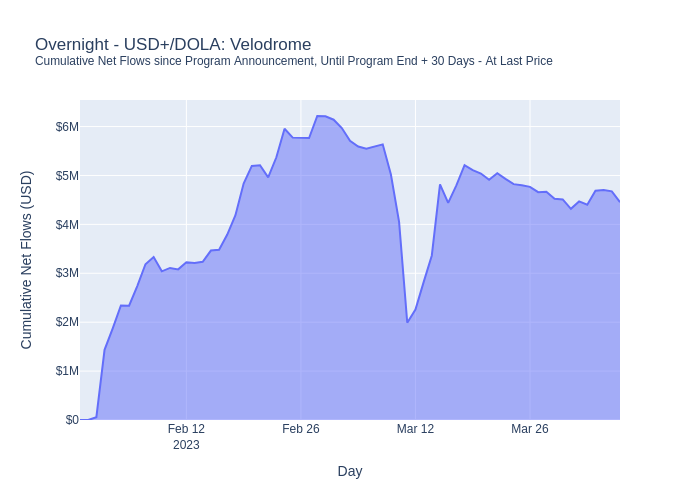 Overnight - USD+/DOLA: Velodrome
Cumulative Net Flows since Program Announcement, Until Program End + 30 Days - At Last Price
$6M
$5M
$4M
$3M
$2M
$1M
$0
Cumulative Net Flows (USD)
Feb 12
2023
Feb 26
Mar 12
Mar 26
Day